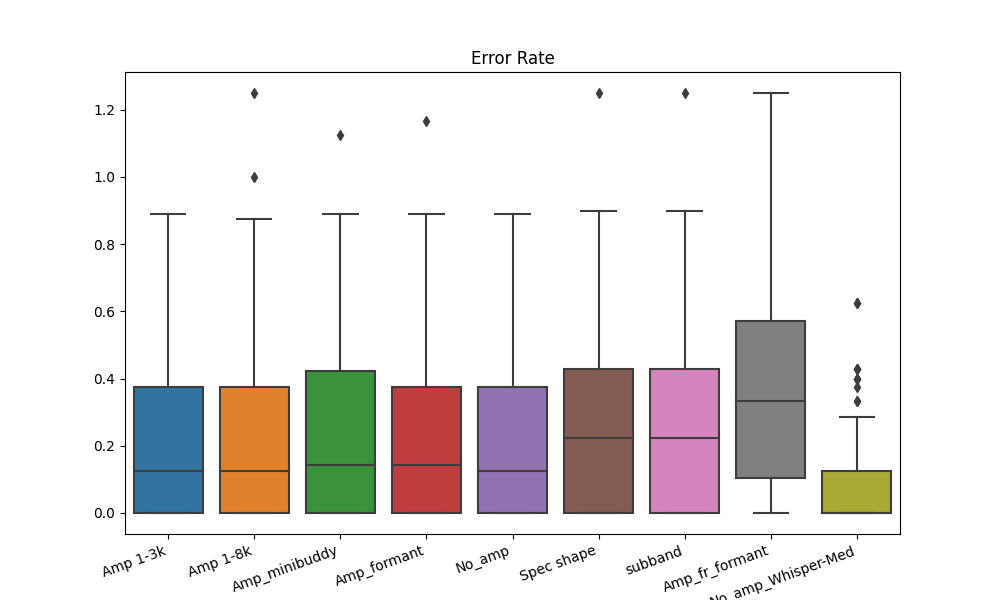 Error Rate
1.2
1.0
0.8
0.6
0.4
0.2
0.0
Amp 1-3k
Amp 1-8k
Amp_minibuddy
Amp_formant
No_amp
Spec shape
subband
Amp_fr_formant
No_amp_Whisper-Med